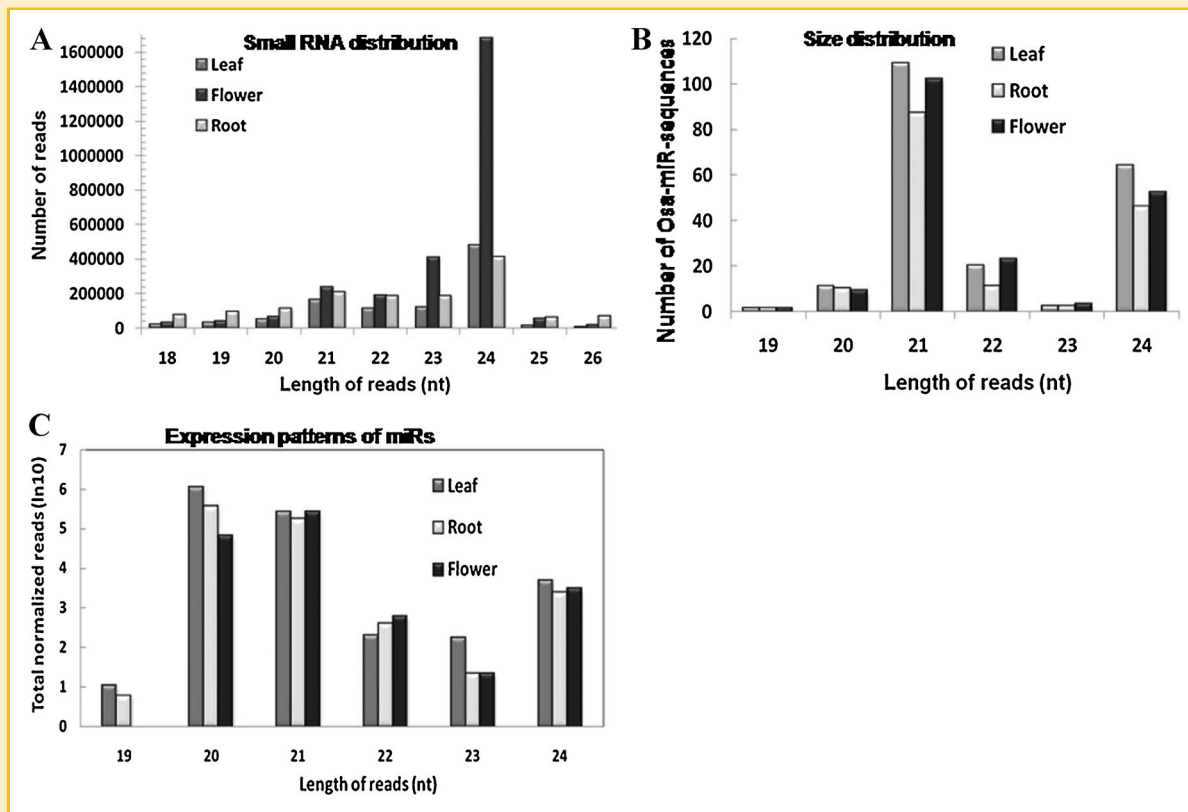 A
Small RNA distribution
Number of reads
1600000
1400000
1200000
1000000
800000
600000
400000
200000
0
Leaf
Flower
Root
18 19 20 21 22 23 24 25 26
Length of reads (nt)
B
Size distribution
Number of Osa-miR-sequences
120
100
80
60
40
20
0
Leaf
Root
Flower
19 20 21 22 23 24
Length of reads (nt)
C
Expression patterns of miRs
Total normalized reads (ln10)
7
6
5
4
3
2
1
0
Leaf
Root
Flower
19 20 21 22 23 24
Length of reads (nt)